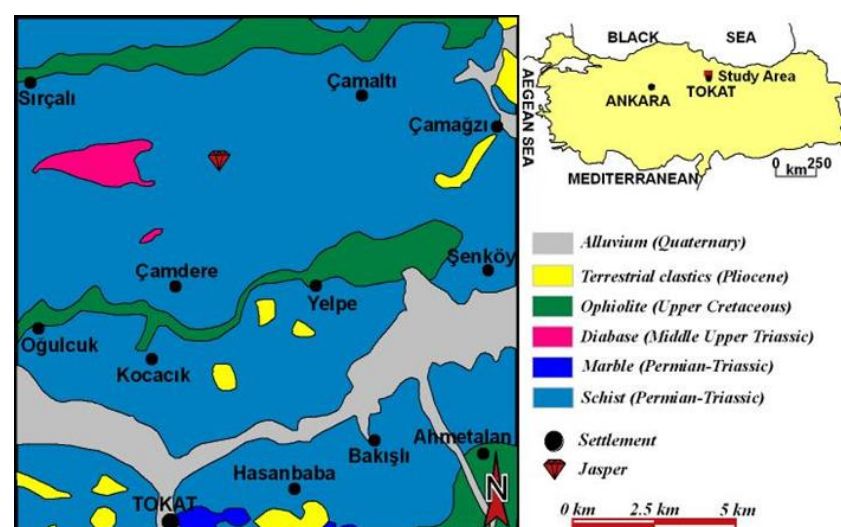 Sırçalı
Çamaltı
Çamağzı
Çamdere
Şenköy
Yelpe
Oğulcuk
Kocacık
Ahmetalan
Bakışlı
Hasanbaba
TOKAT
N
BLACK SEA
AEGEAN SEA
Study Area
TOKAT
ANKARA
MEDITERRANEAN
0 250
km
Alluvium (Quaternary)
Terrestrial clastics (Pliocene)
Ophiolite (Upper Cretaceous)
Diabase (Middle Upper Triassic)
Marble (Permian-Triassic)
Schist (Permian-Triassic)
Settlement
Jasper
0 km 2.5 km 5 km